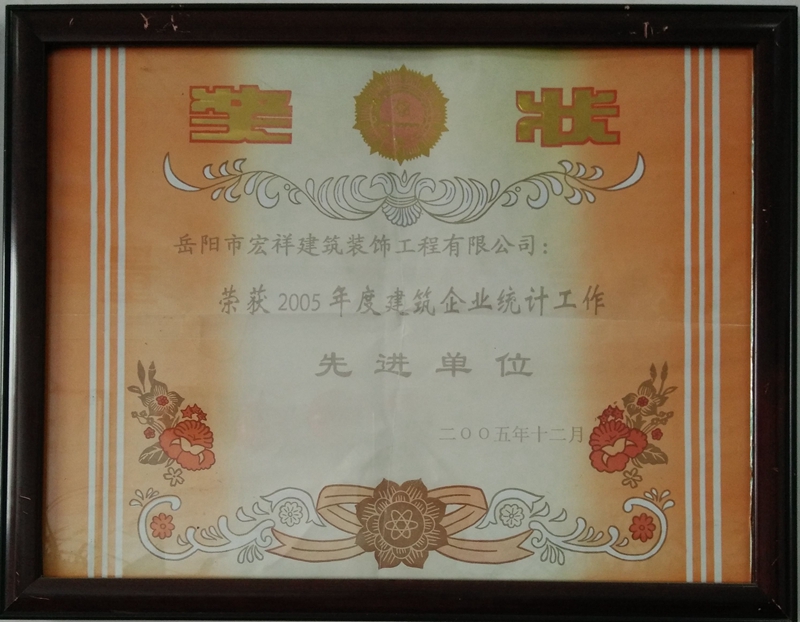 奖状
岳阳市宏祥建筑装饰工程有限公司：
荣获2005年度建筑企业统计工作
先进单位
二00五年十二月